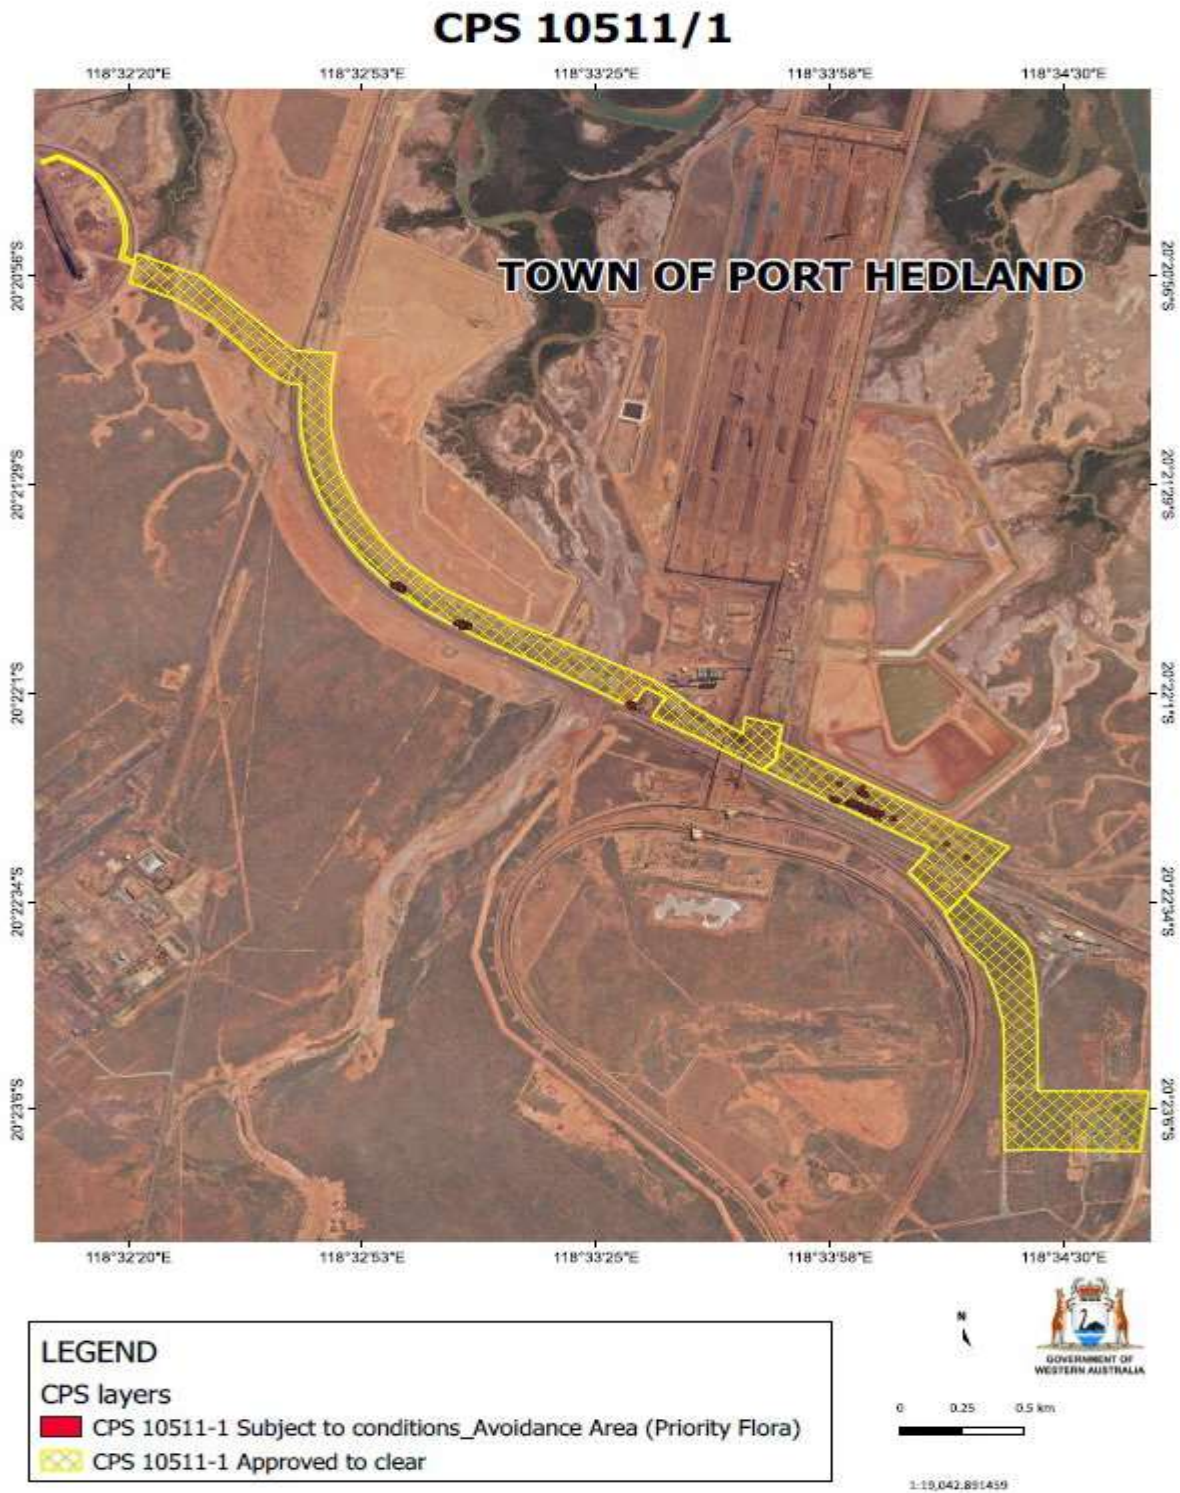 CPS 10511/1
118°32'20"E 118°32'53"E 118°33'25"E 118°33'58"E 118°34'30"E
20°20'56"S
20°20'56"S
TOWN OF PORT HEDLAND
20°21'29"S
20°21'29"S
20°22'1"S
20°22'1"S
20°22'34"S
20°22'34"S
20°23'6"S
20°23'6"S
118°32'20"E 118°32'53"E 118°33'25"E 118°33'58"E 118°34'30"E
LEGEND
CPS layers
CPS 10511-1 Subject to conditions_Avoidance Area (Priority Flora)
CPS 10511-1 Approved to clear
N
GOVERNMENT OF
WESTERN AUSTRALIA
0 0.25 0.5 km
1:19,042.891459